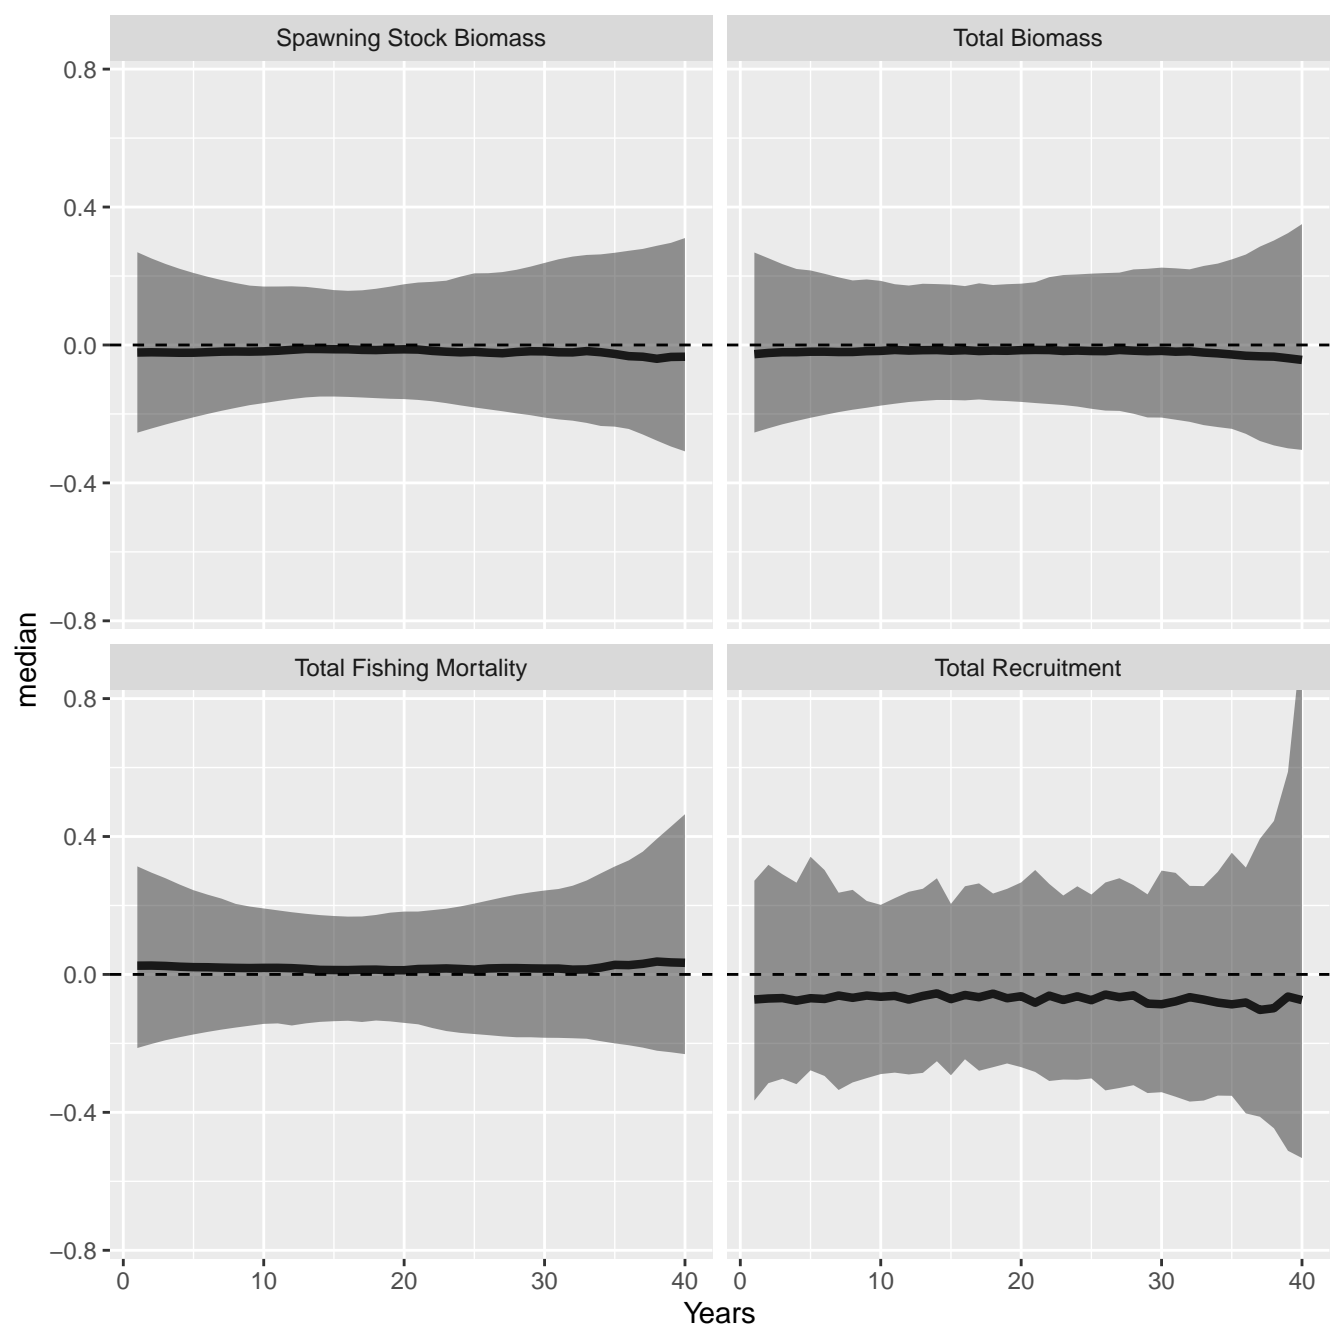 Spawning Stock Biomass
Total Biomass
0.8
0.4
0.0
−0.4
−0.8
Total Fishing Mortality
Total Recruitment
0.8
0.4
0.0
−0.4
−0.8
median
0 10 20 30 40
0 10 20 30 40
Years